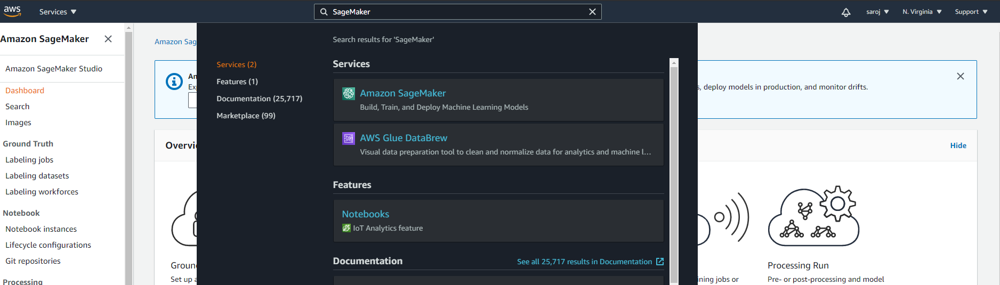 aws
Services
SageMaker
saroj
N. Virginia
Support
Amazon SageMaker
Amazon SageMaker Studio
Dashboard
Search
Images
Ground Truth
Labeling jobs
Labeling datasets
Labeling workforces
Notebook
Notebook instances
Lifecycle configurations
Git repositories
Processing
Amazon Sag
An
Exp
Overvie
Ground
Set up a
Search results for 'SageMaker'
Services (2)
Features (1)
Documentation (25,717)
Marketplace (99)
Services
Amazon SageMaker
Build, Train, and Deploy Machine Learning Models
AWS Glue DataBrew
Visual data preparation tool to clean and normalize data for analytics and machine l...
Features
Notebooks
IoT Analytics feature
Documentation
See all 25,717 results in Documentation
s, deploy models in production, and monitor drifts.
Hide
ining jobs or
Processing Run
Pre- or post-processing and model